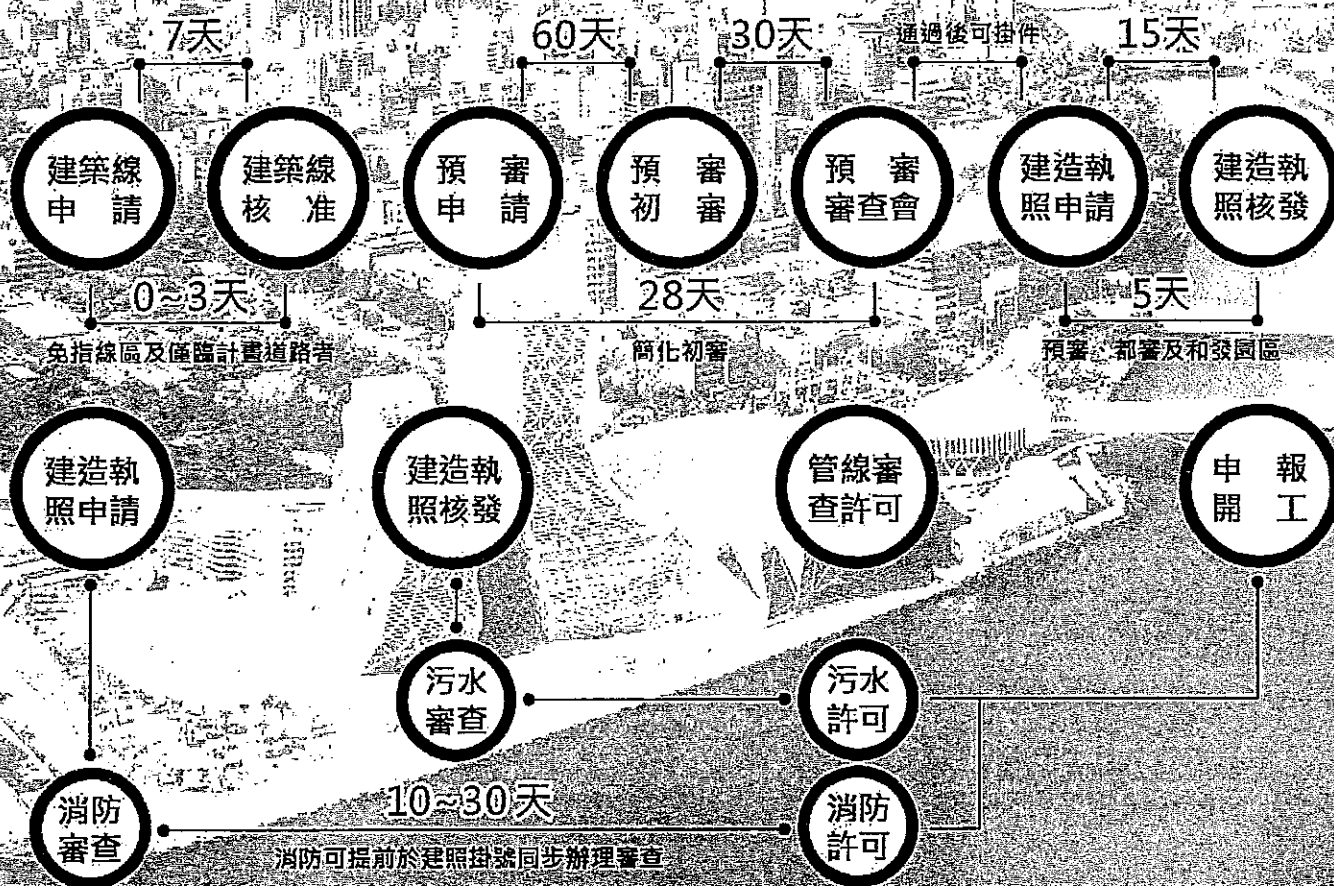 7天
60天
30天
通過後可掛件
15天
建築線
申請
建築線
核准
預審
申請
預審
初審
預審
審查會
建造執
照申請
建造執
照核發
0~3天
免指線區及僅臨計畫道路者
28天
簡化初審
5天
預審、都審及和發園區
建造執
照申請
建造執
照核發
管線審
查許可
申報
開工
污水
審查
污水
許可
消防
審查
10~30天
消防可提前於建照掛號同步辦理審查
消防
許可